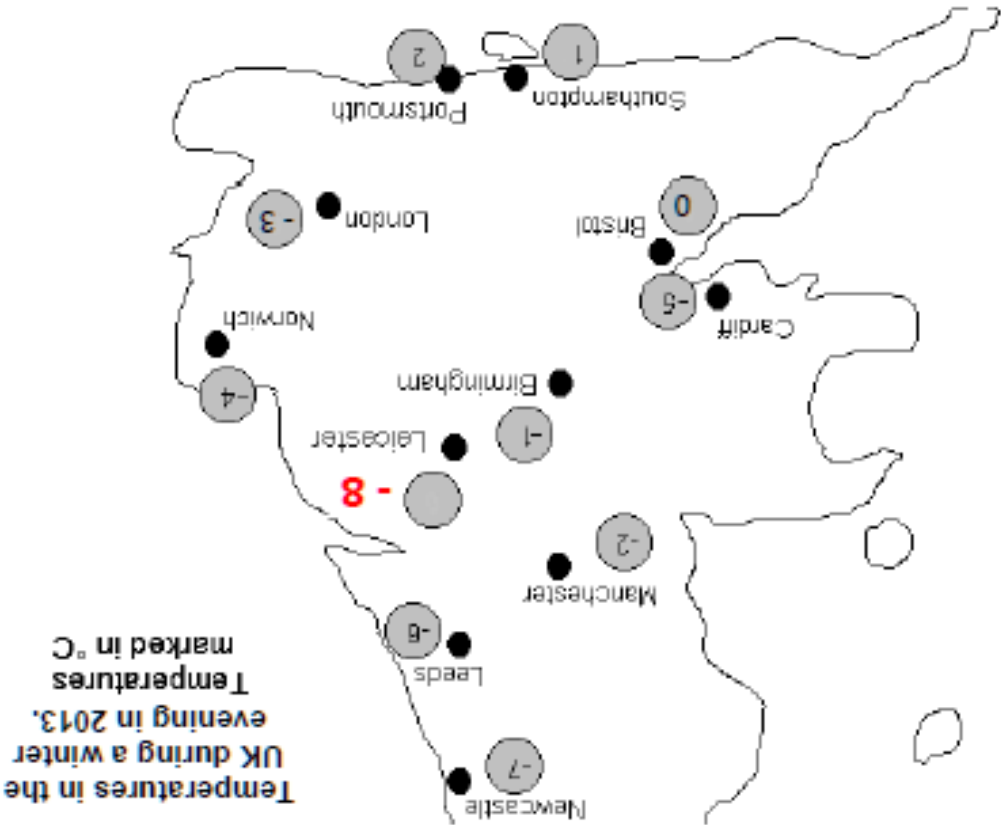 Newcastle
-7
Temperatures in the
UK during a winter
evening in 2013.
Temperatures
marked in °C
Leeds
-6
Manchester
-2
- 8
Leicester
-1
Birmingham
-4
Norwich
Cardiff
-5
Bristol
0
London
-3
Southampton
1
Portsmouth
2